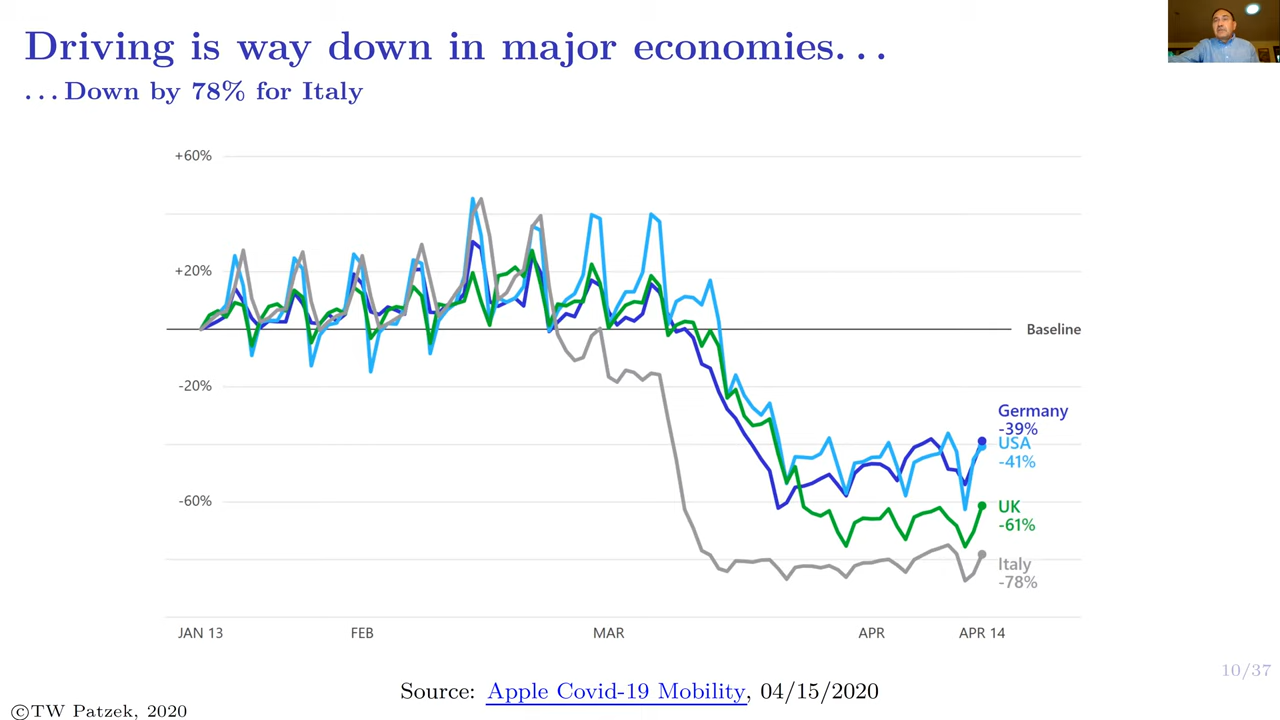 Driving is way down in major economies. . .
. . . Down by 78% for Italy
+60%
+20%
Baseline
-20%
Germany
-39%
USA
-41%
-60%
UK
-61%
Italy
-78%
JAN 13 FEB MAR APR APR 14
10/37
Source: Apple Covid-19 Mobility, 04/15/2020
©TW Patzek, 2020